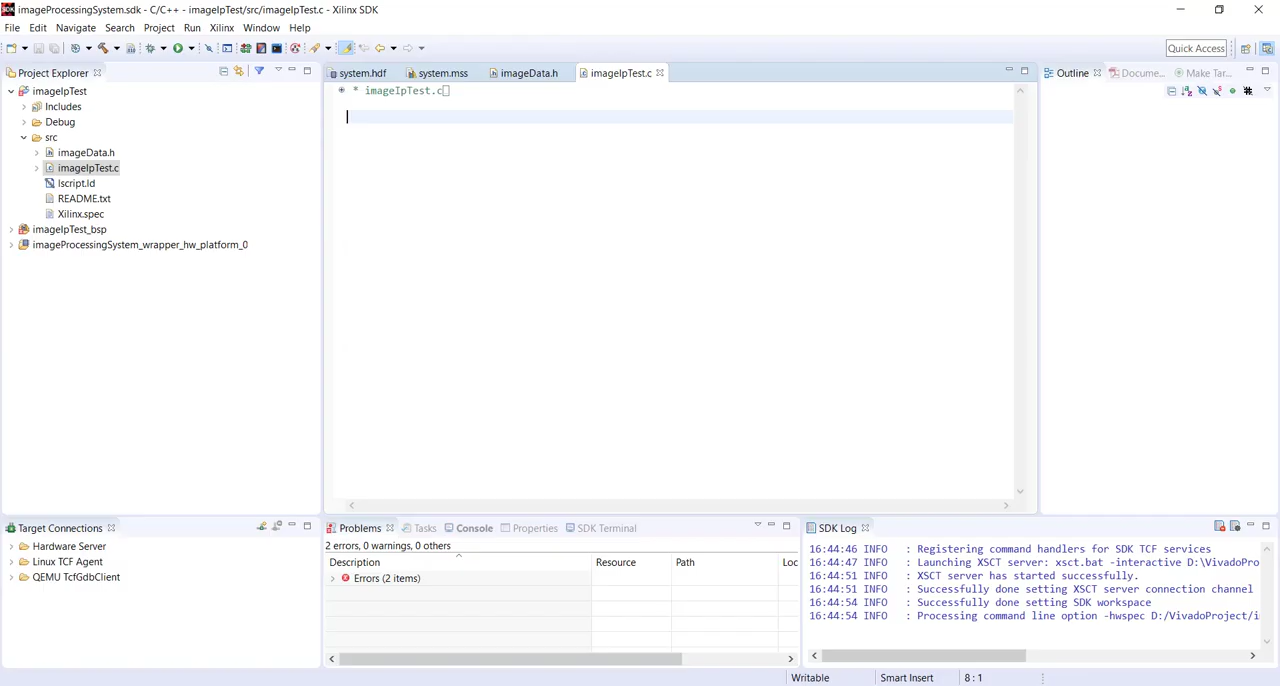 imageProcessingSystem.sdk - C/C++ - imageIpTest/src/imageIpTest.c - Xilinx SDK
File Edit Navigate Search Project Run Xilinx Window Help
Quick Access
Project Explorer
system.hdf system.mss imageData.h imageIpTest.c
Outline Docume... Make Tar...
imageIpTest
Includes
Debug
src
imageData.h
imageIpTest.c
lscript.ld
README.txt
Xilinx.spec
imageIpTest_bsp
imageProcessingSystem_wrapper_hw_platform_0
* imageIpTest.c
Target Connections
Hardware Server
Linux TCF Agent
QEMU TcfGdbClient
Problems Tasks Console Properties SDK Terminal
2 errors, 0 warnings, 0 others
Description Resource Path Loc
Errors (2 items)
SDK Log
16:44:46 INFO : Registering command handlers for SDK TCF services
16:44:47 INFO : Launching XSCT server: xsct.bat -interactive D:\VivadoPro
16:44:51 INFO : XSCT server has started successfully.
16:44:51 INFO : Successfully done setting XSCT server connection channel
16:44:54 INFO : Successfully done setting SDK workspace
16:44:54 INFO : Processing command line option -hwspec D:/VivadoProject/i
Writable Smart Insert 8 : 1